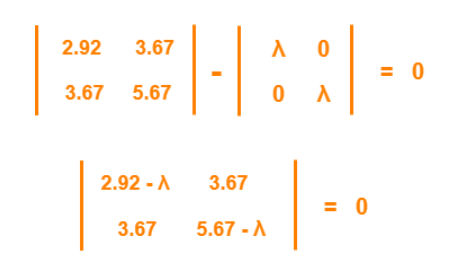 | 2.92 3.67 | - | λ 0 | = 0
| 3.67 5.67 | | 0 λ |
| 2.92 - λ 3.67 | = 0
| 3.67 5.67 - λ |